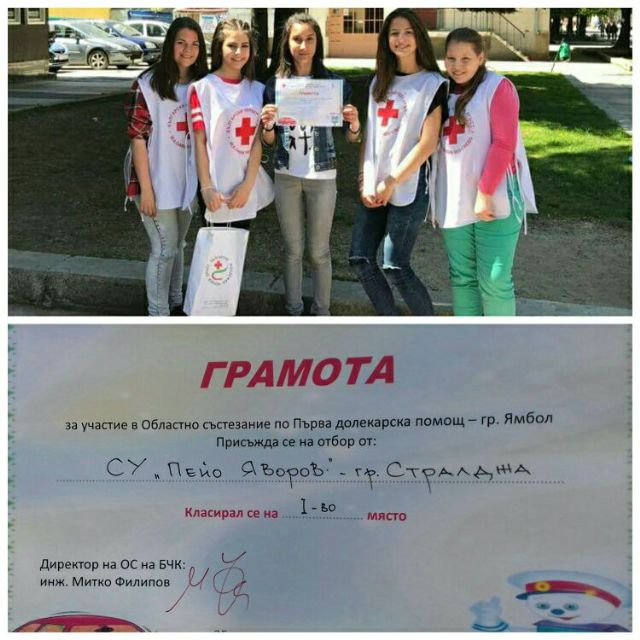 ГРАМОТА
ГРАМОТА
за участие в Областно състезание по Първа долекарска помощ – гр. Ямбол
Присъжда се на отбор от:
СУ „Пейо Яворов" - гр. Стралджа
Класирал се на I-во място
Директор на ОС на БЧК:
инж. Митко Филипов